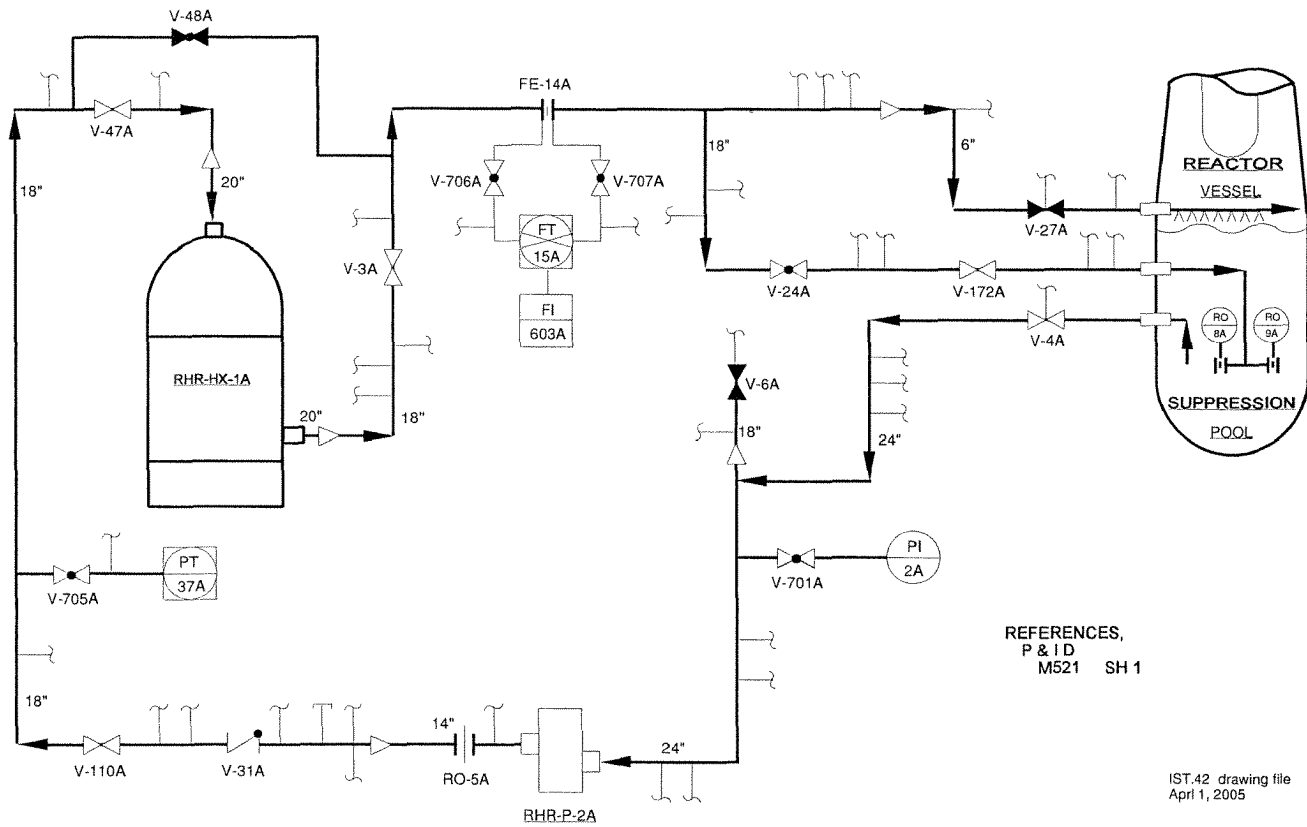 V-48A
FE-14A
V-47A
18"
20"
V-706A
V-707A
FT
15A
FI
603A
V-3A
18"
6"
REACTOR
VESSEL
V-27A
V-24A
V-172A
V-4A
RO
8A
RO
9A
SUPPRESSION
POOL
RHR-HX-1A
20"
18"
V-6A
18"
24"
PT
37A
V-705A
V-701A
PI
2A
REFERENCES,
P & I D
M521 SH 1
18"
V-110A
V-31A
14"
RO-5A
24"
RHR-P-2A
IST.42 drawing file
Aprl 1, 2005